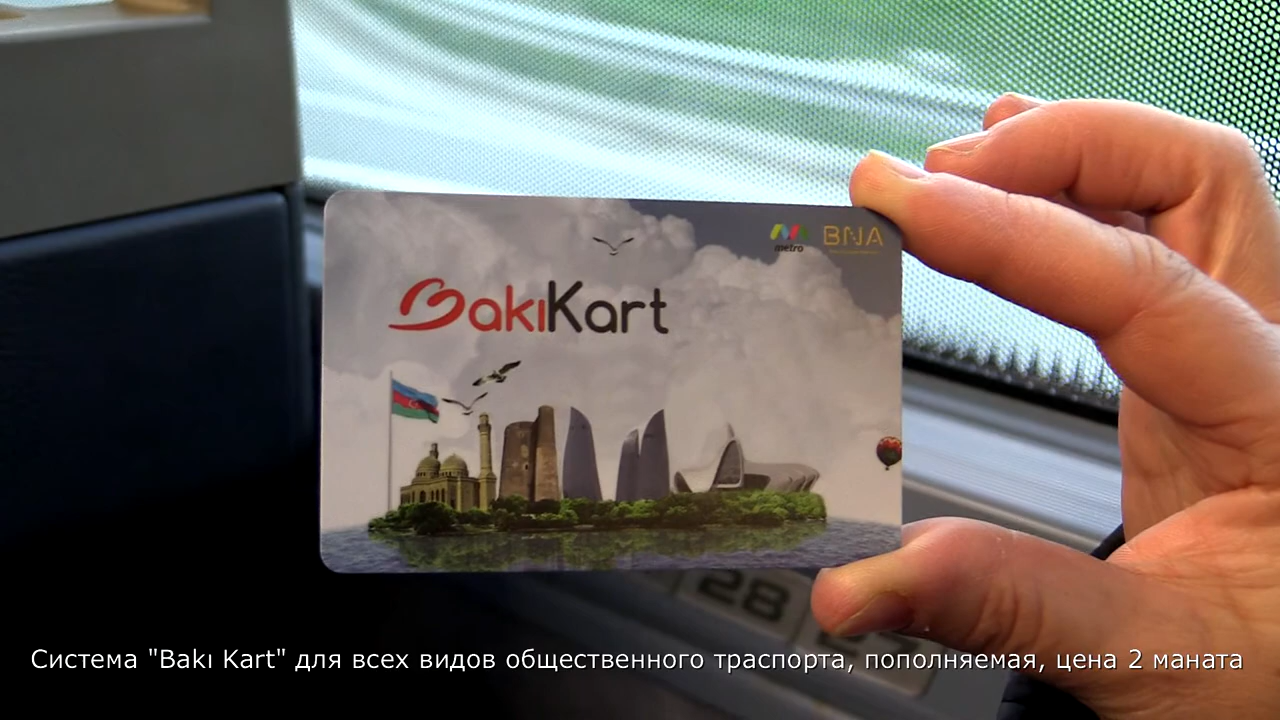 metro BNA
BakıKart
28
Система "Bakı Kart" для всех видов общественного траспорта, пополняемая, цена 2 маната